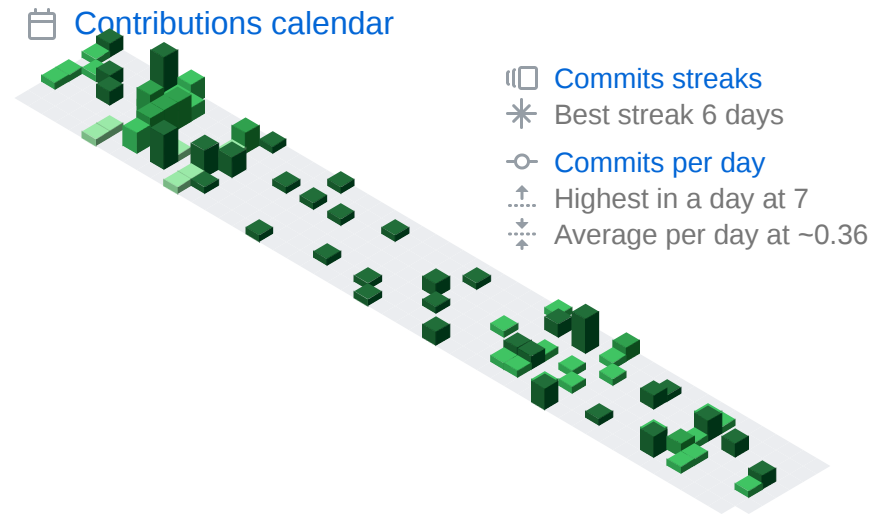 Contributions calendar
Commits streaks
Best streak 6 days
Commits per day
Highest in a day at 7
Average per day at ~0.36